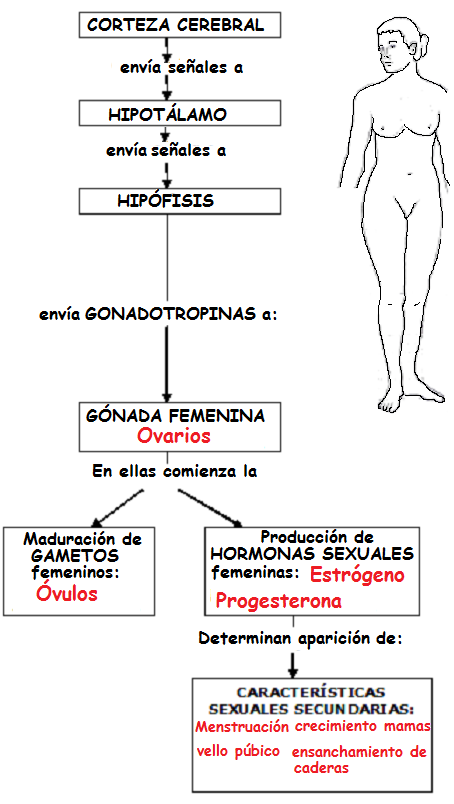 CORTEZA CEREBRAL
envía señales a
HIPOTÁLAMO
envía señales a
HIPÓFISIS
envía GONADOTROPINAS a:
GÓNADA FEMENINA
Ovarios
En ellas comienza la
Maduración de
GAMETOS
femeninos:
Óvulos
Producción de
HORMONAS SEXUALES
femeninas: Estrógeno
Progesterona
Determinan aparición de:
CARACTERÍSTICAS
SEXUALES SECUNDARIAS:
Menstruación crecimiento mamas
vello púbico ensanchamiento de
caderas